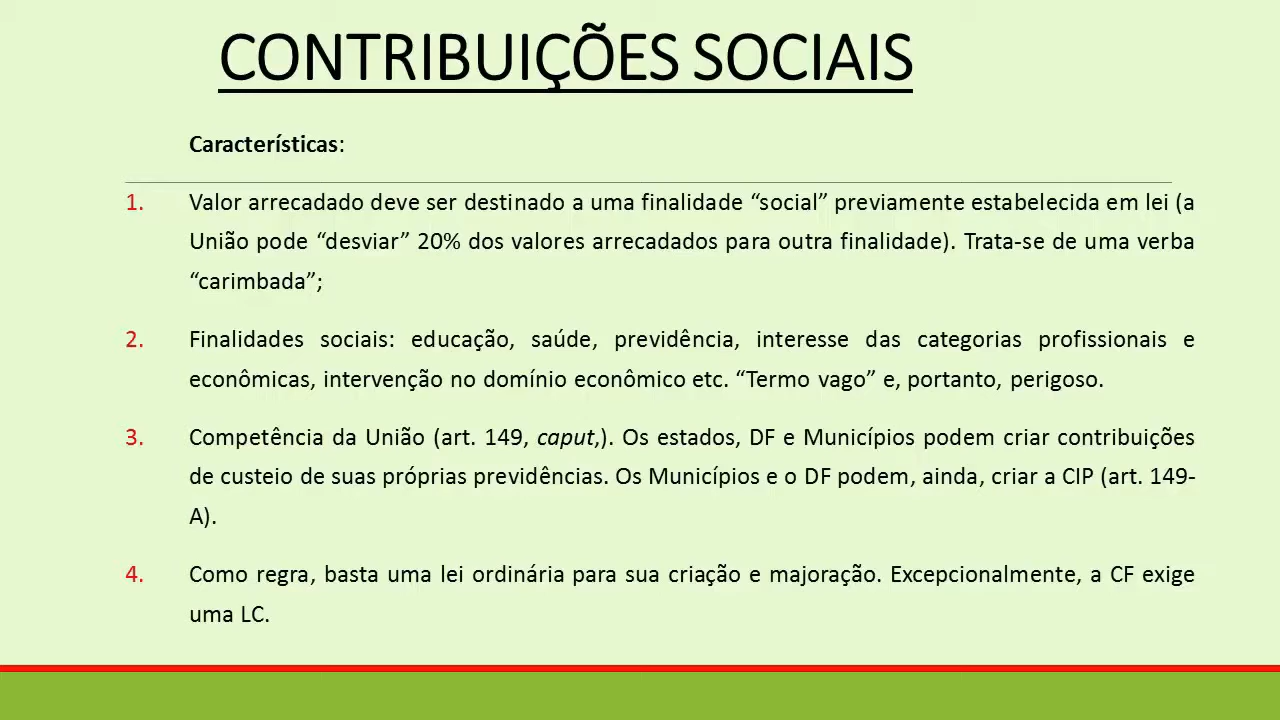 CONTRIBUIÇÕES SOCIAIS
Características:
1. Valor arrecadado deve ser destinado a uma finalidade “social” previamente estabelecida em lei (a
União pode “desviar” 20% dos valores arrecadados para outra finalidade). Trata-se de uma verba
“carimbada”;
2. Finalidades sociais: educação, saúde, previdência, interesse das categorias profissionais e
econômicas, intervenção no domínio econômico etc. “Termo vago” e, portanto, perigoso.
3. Competência da União (art. 149, caput,). Os estados, DF e Municípios podem criar contribuições
de custeio de suas próprias previdências. Os Municípios e o DF podem, ainda, criar a CIP (art. 149-
A).
4. Como regra, basta uma lei ordinária para sua criação e majoração. Excepcionalmente, a CF exige
uma LC.